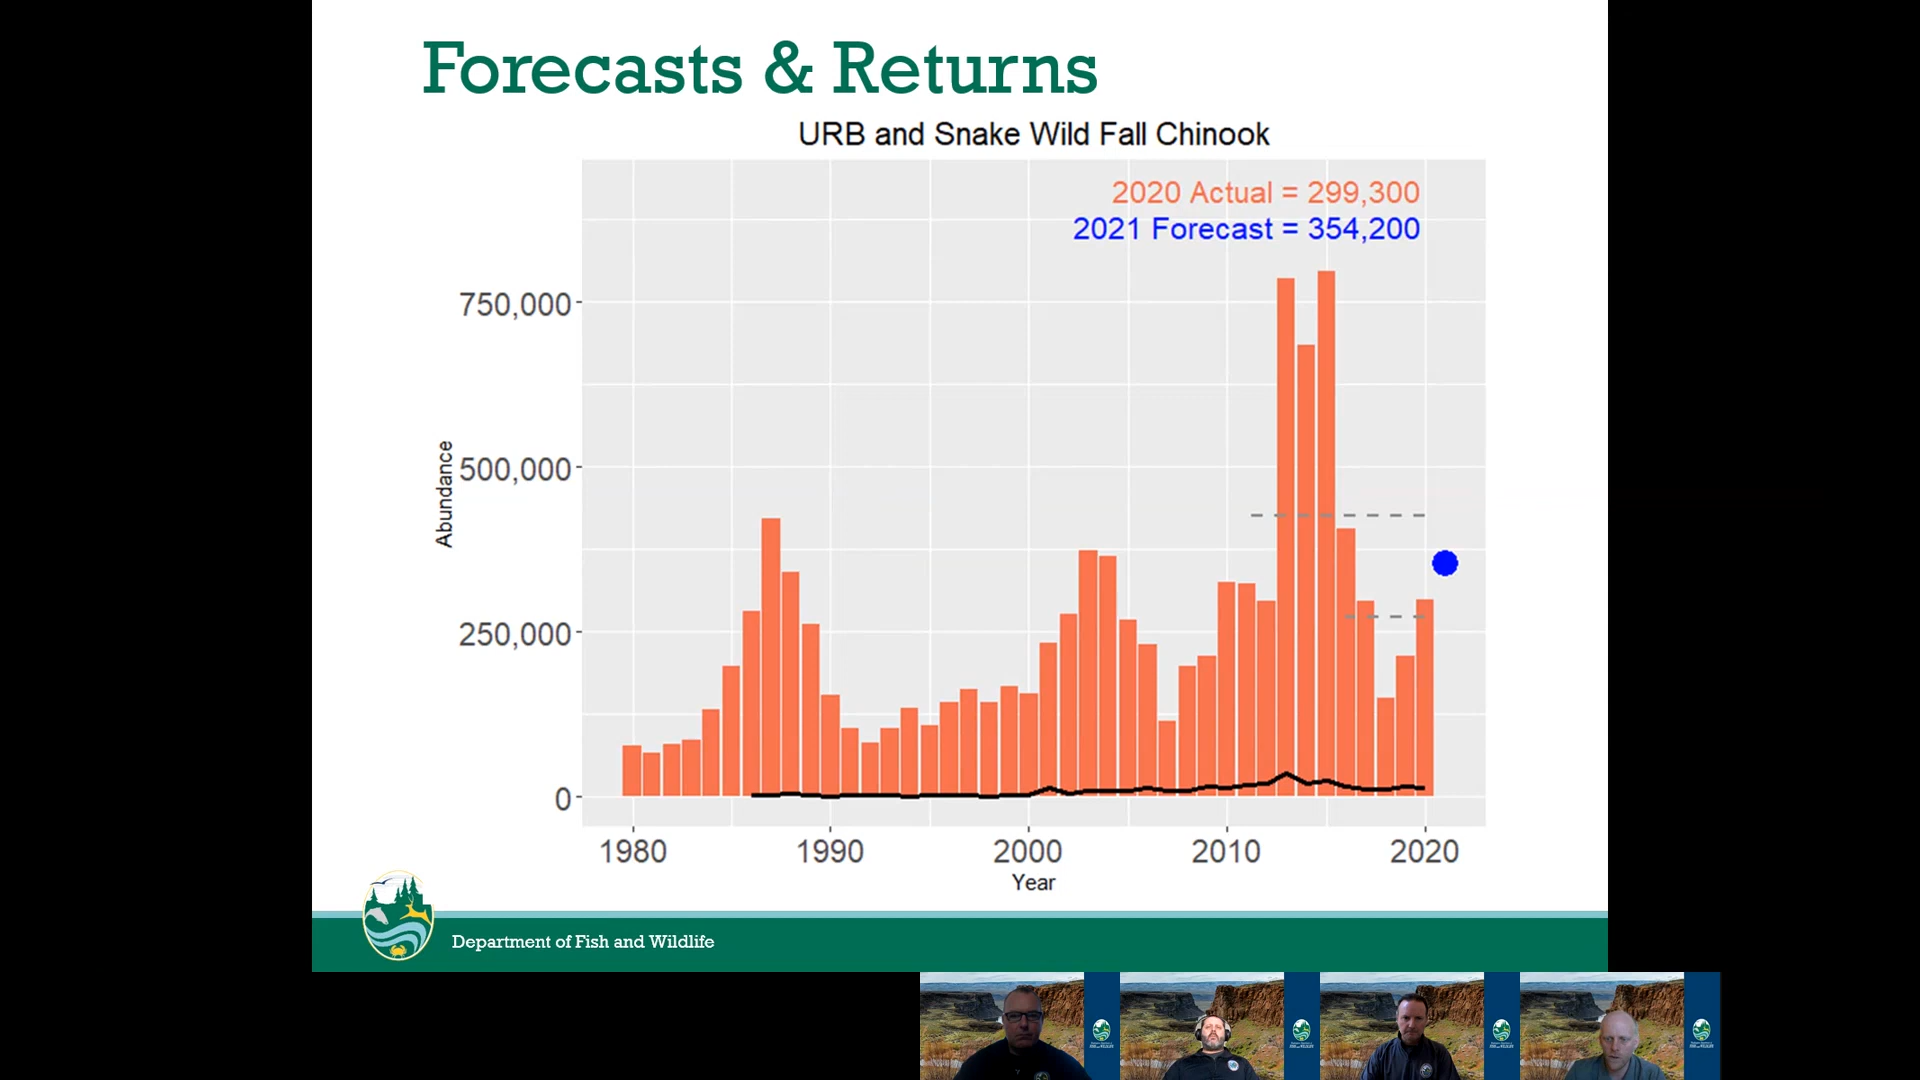 Forecasts & Returns
URB and Snake Wild Fall Chinook
2020 Actual = 299,300
2021 Forecast = 354,200
750,000
500,000
250,000
0
Abundance
1980 1990 2000 2010 2020
Year
Department of Fish and Wildlife